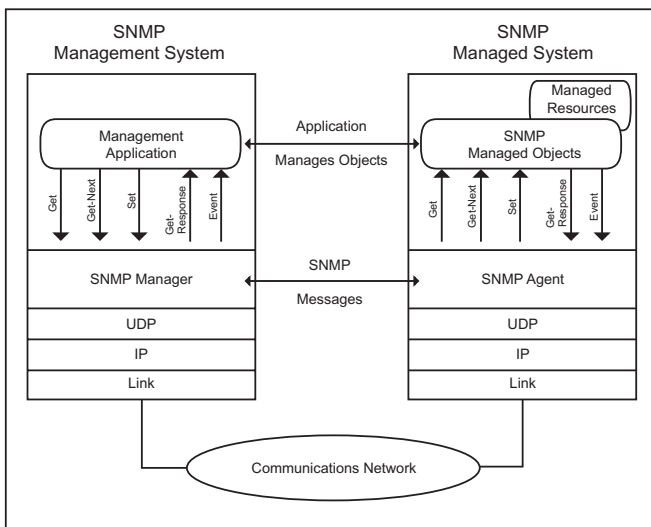 SNMP
Management System
SNMP
Managed System
Managed
Resources
Management
Application
Application
Manages Objects
SNMP
Managed Objects
Get
Get-Next
Set
Get-
Response
Event
Get
Get-Next
Set
Get-
Response
Event
SNMP Manager
SNMP
Messages
SNMP Agent
UDP
UDP
IP
IP
Link
Link
Communications Network